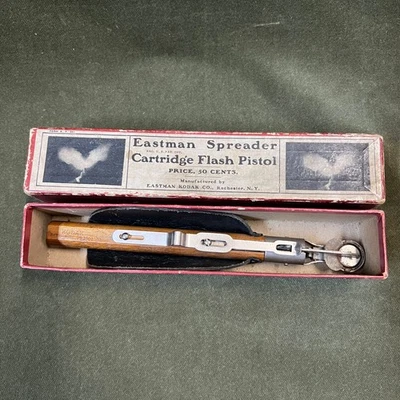 Eastman Spreader
Cartridge Flash Pistol
PRICE, 50 CENTS.
Manufactured by
EASTMAN KODAK CO., Rochester, N.Y.